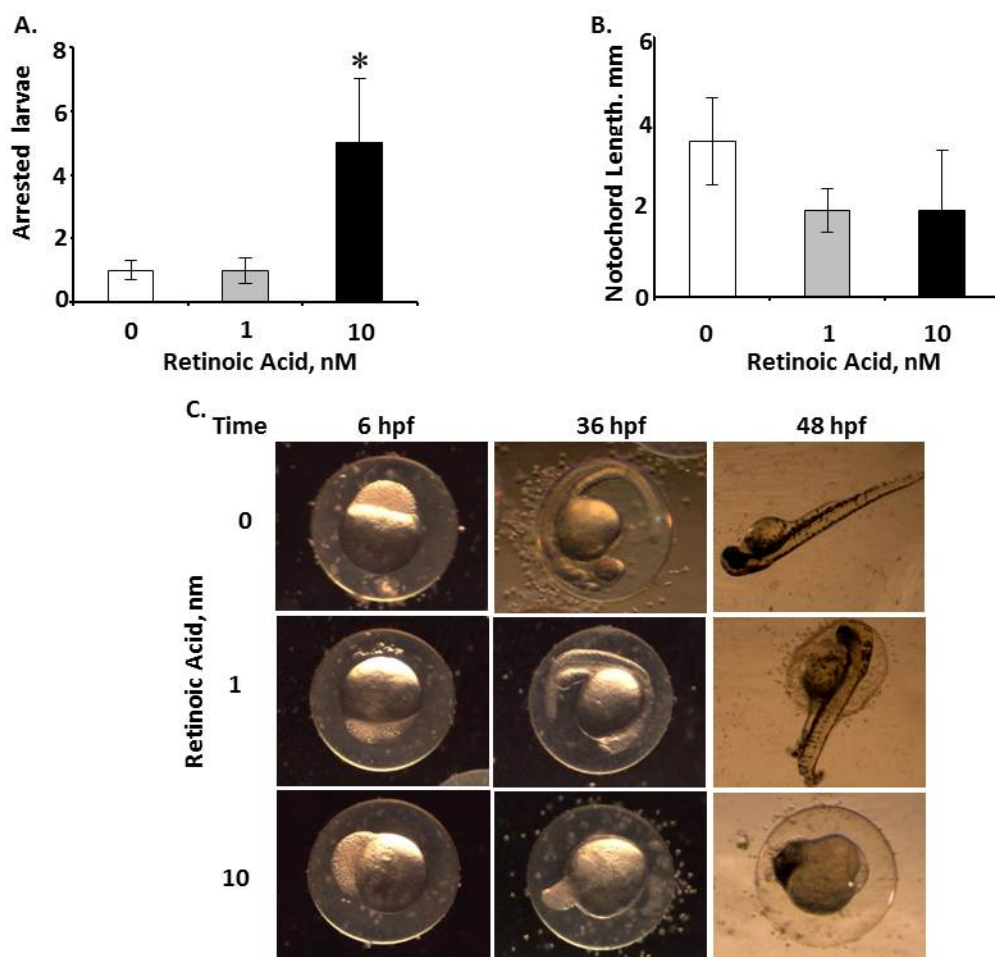 A.
8
6
4
2
0
Arrested larvae
*
0 1 10
Retinoic Acid, nM
B.
6
4
2
0
Notochord Length. mm
0 1 10
Retinoic Acid, nM
C.
Time 6 hpf 36 hpf 48 hpf
Retinoic Acid, nm
0
1
10